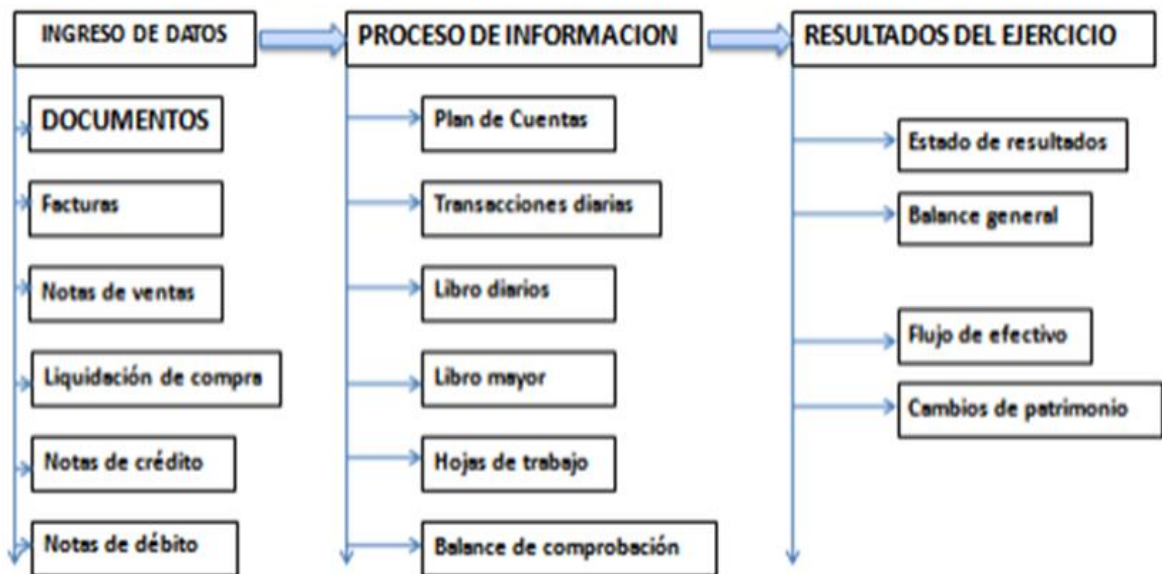 INGRESO DE DATOS
PROCESO DE INFORMACION
RESULTADOS DEL EJERCICIO
DOCUMENTOS
Facturas
Notas de ventas
Liquidación de compra
Notas de crédito
Notas de débito
Plan de Cuentas
Transacciones diarias
Libro diarios
Libro mayor
Hojas de trabajo
Balance de comprobación
Estado de resultados
Balance general
Flujo de efectivo
Cambios de patrimonio